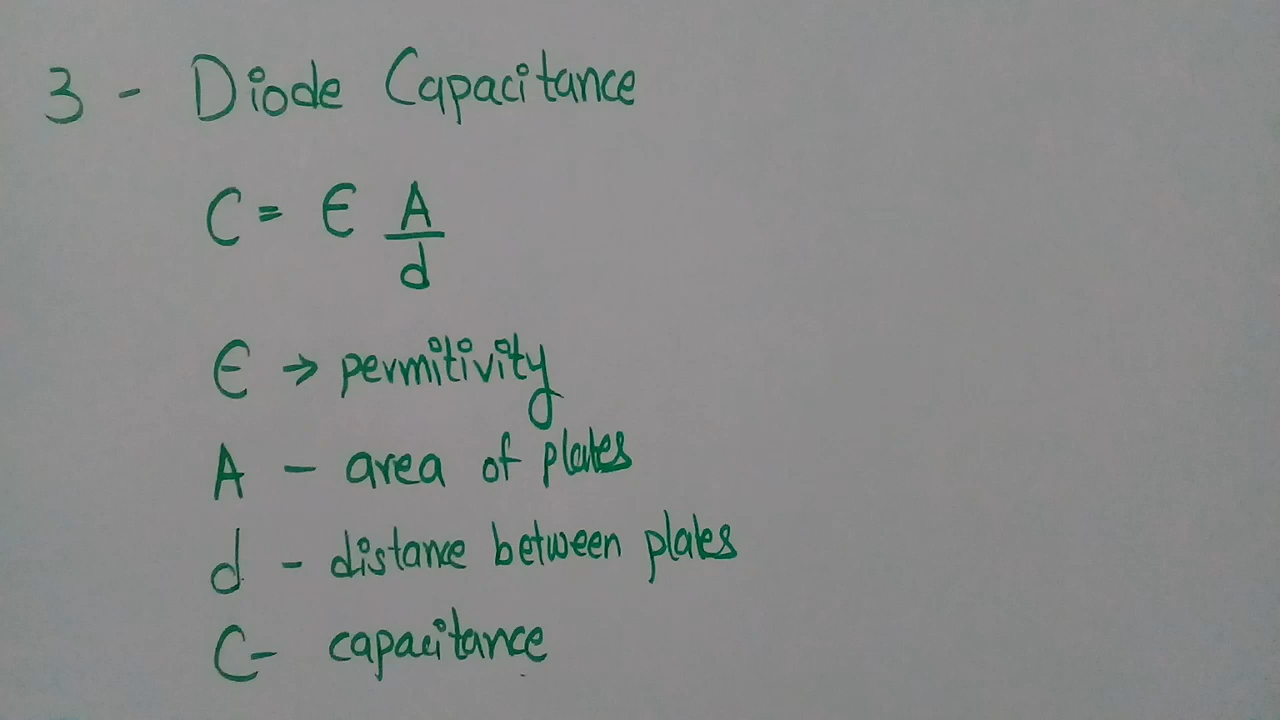 3 - Diode Capacitance
C = ϵ A/d
ϵ → permitivity
A - area of plates
d - distance between plates
C - capacitance